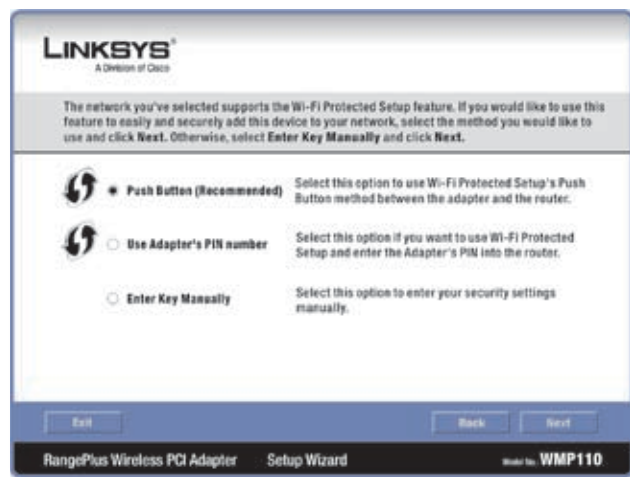 LINKSYS®
A Division of Cisco
The network you've selected supports the Wi-Fi Protected Setup feature. If you would like to use this
feature to easily and securely add this device to your network, select the method you would like to
use and click Next. Otherwise, select Enter Key Manually and click Next.
Push Button (Recommended)
Select this option to use Wi-Fi Protected Setup's Push
Button method between the adapter and the router.
Use Adapter's PIN number
Select this option if you want to use Wi-Fi Protected
Setup and enter the Adapter's PIN into the router.
Enter Key Manually
Select this option to enter your security settings
manually.
Exit
Back
Next
RangePlus Wireless PCI Adapter
Setup Wizard
Model No. WMP110